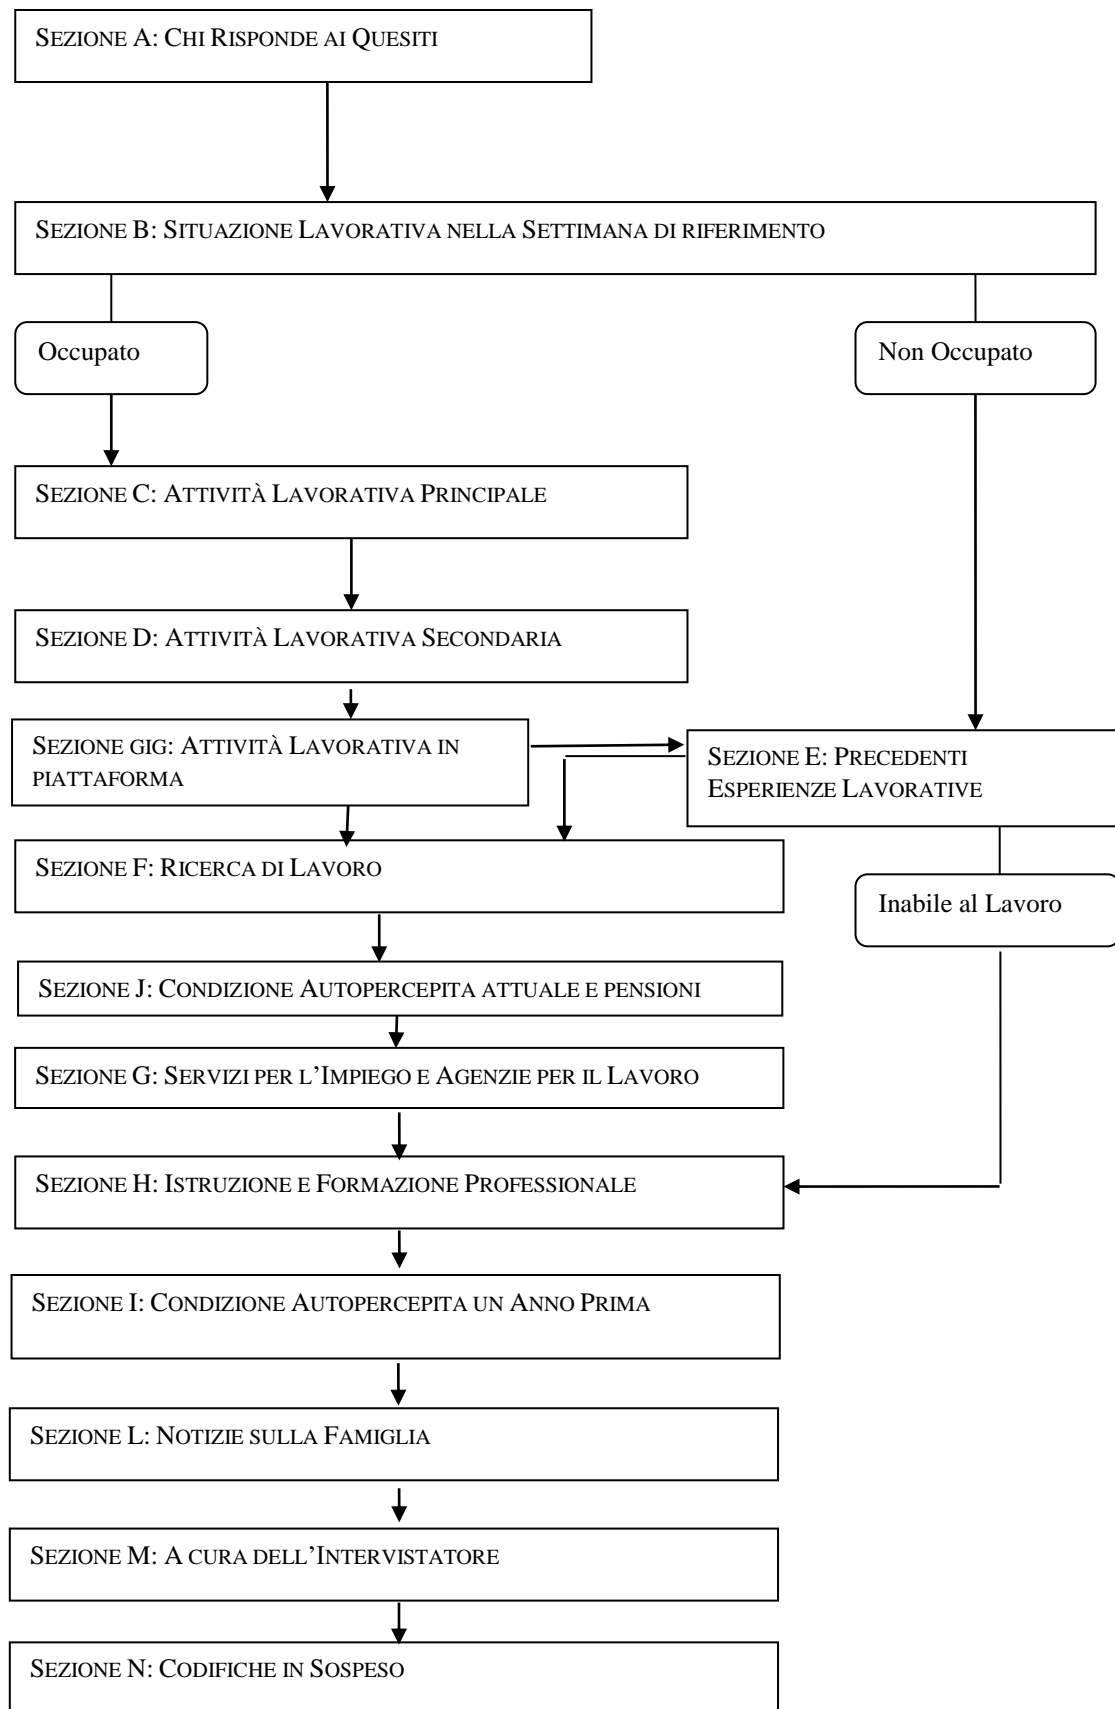 SEZIONE A: CHI RISPONDE AI QUESITI
SEZIONE B: SITUAZIONE LAVORATIVA NELLA SETTIMANA DI RIFERIMENTO
Occupato
Non Occupato
SEZIONE C: ATTIVITÀ LAVORATIVA PRINCIPALE
SEZIONE D: ATTIVITÀ LAVORATIVA SECONDARIA
SEZIONE GIG: ATTIVITÀ LAVORATIVA IN
PIATTAFORMA
SEZIONE E: PRECEDENTI
ESPERIENZE LAVORATIVE
SEZIONE F: RICERCA DI LAVORO
Inabile al Lavoro
SEZIONE J: CONDIZIONE AUTOPERCEPITA ATTUALE E PENSIONI
SEZIONE G: SERVIZI PER L'IMPIEGO E AGENZIE PER IL LAVORO
SEZIONE H: ISTRUZIONE E FORMAZIONE PROFESSIONALE
SEZIONE I: CONDIZIONE AUTOPERCEPITA UN ANNO PRIMA
SEZIONE L: NOTIZIE SULLA FAMIGLIA
SEZIONE M: A CURA DELL'INTERVISTATORE
SEZIONE N: CODIFICHE IN SOSPESO